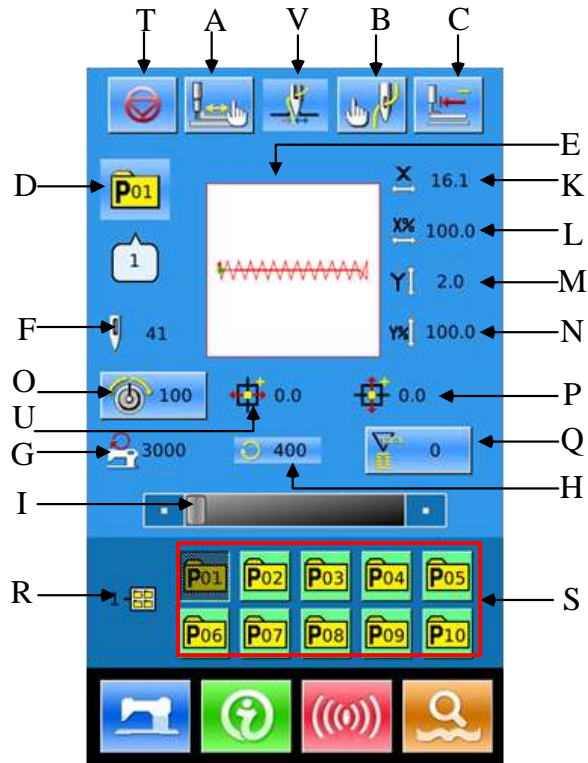 T A V B C
E
D P01 X 16.1 K
X% 100.0 L
1
Y 2.0 M
F 41 Y% 100.0 N
O 100 0.0 0.0 P
U
G 3000 400 0 Q
H
I
R 1- P01 P02 P03 P04 P05 S
P06 P07 P08 P09 P10